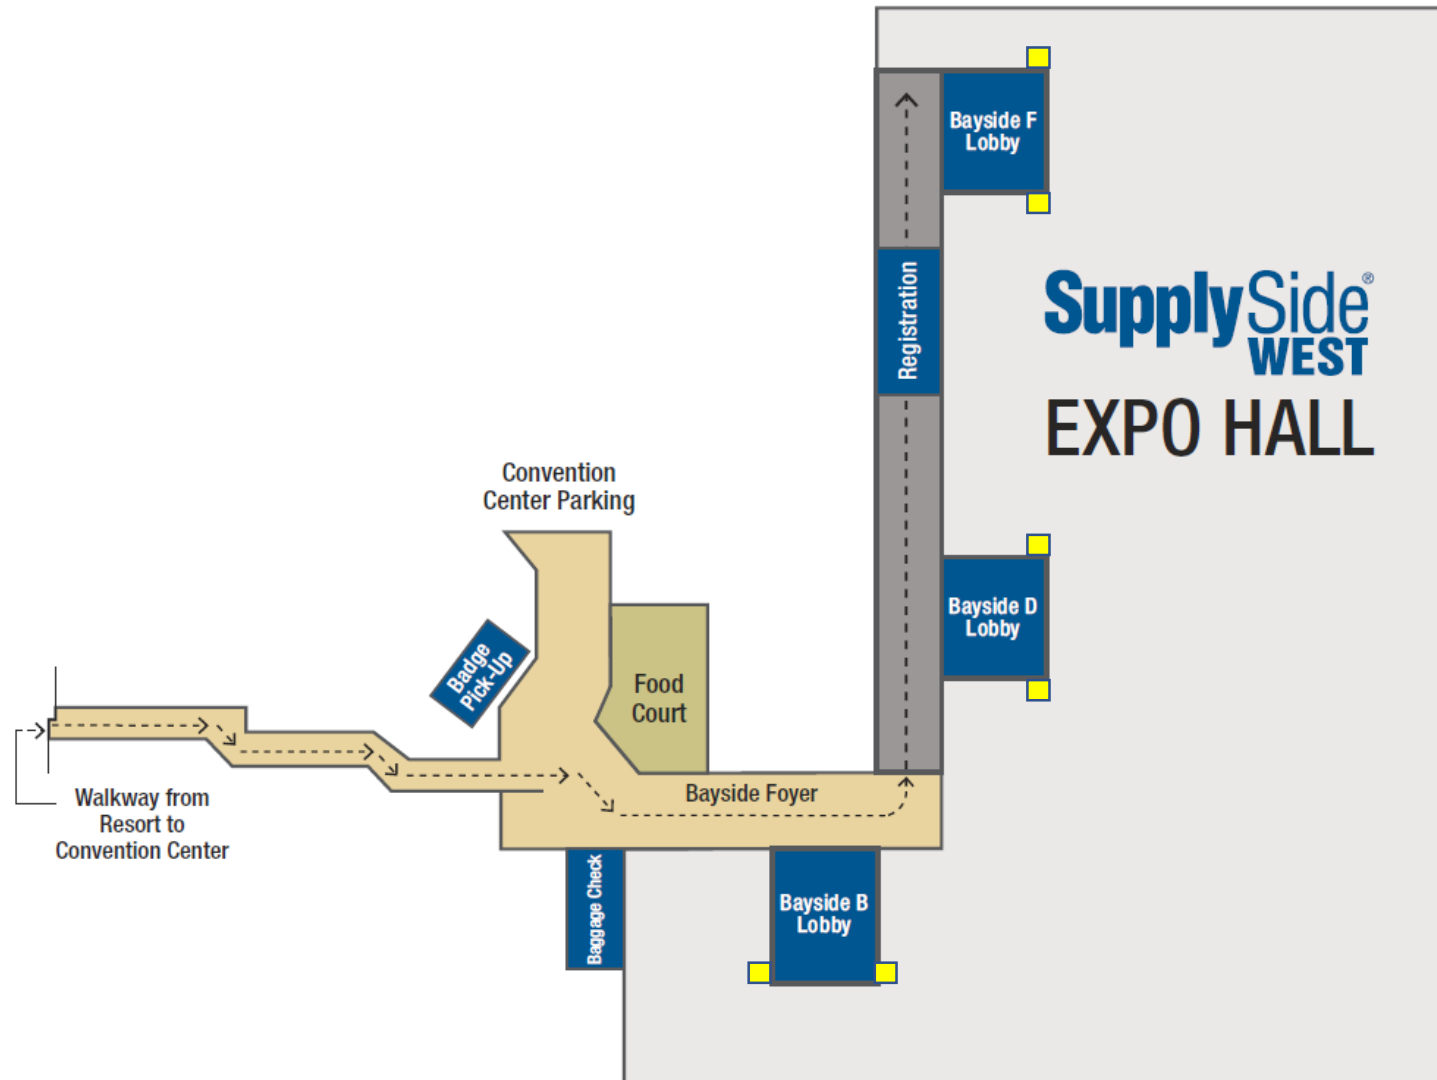 Bayside F
Lobby
Registration
SupplySide®
WEST
EXPO HALL
Convention
Center Parking
Badge
Pick-Up
Food
Court
Bayside D
Lobby
Walkway from
Resort to
Convention Center
Bayside Foyer
Baggage Check
Bayside B
Lobby